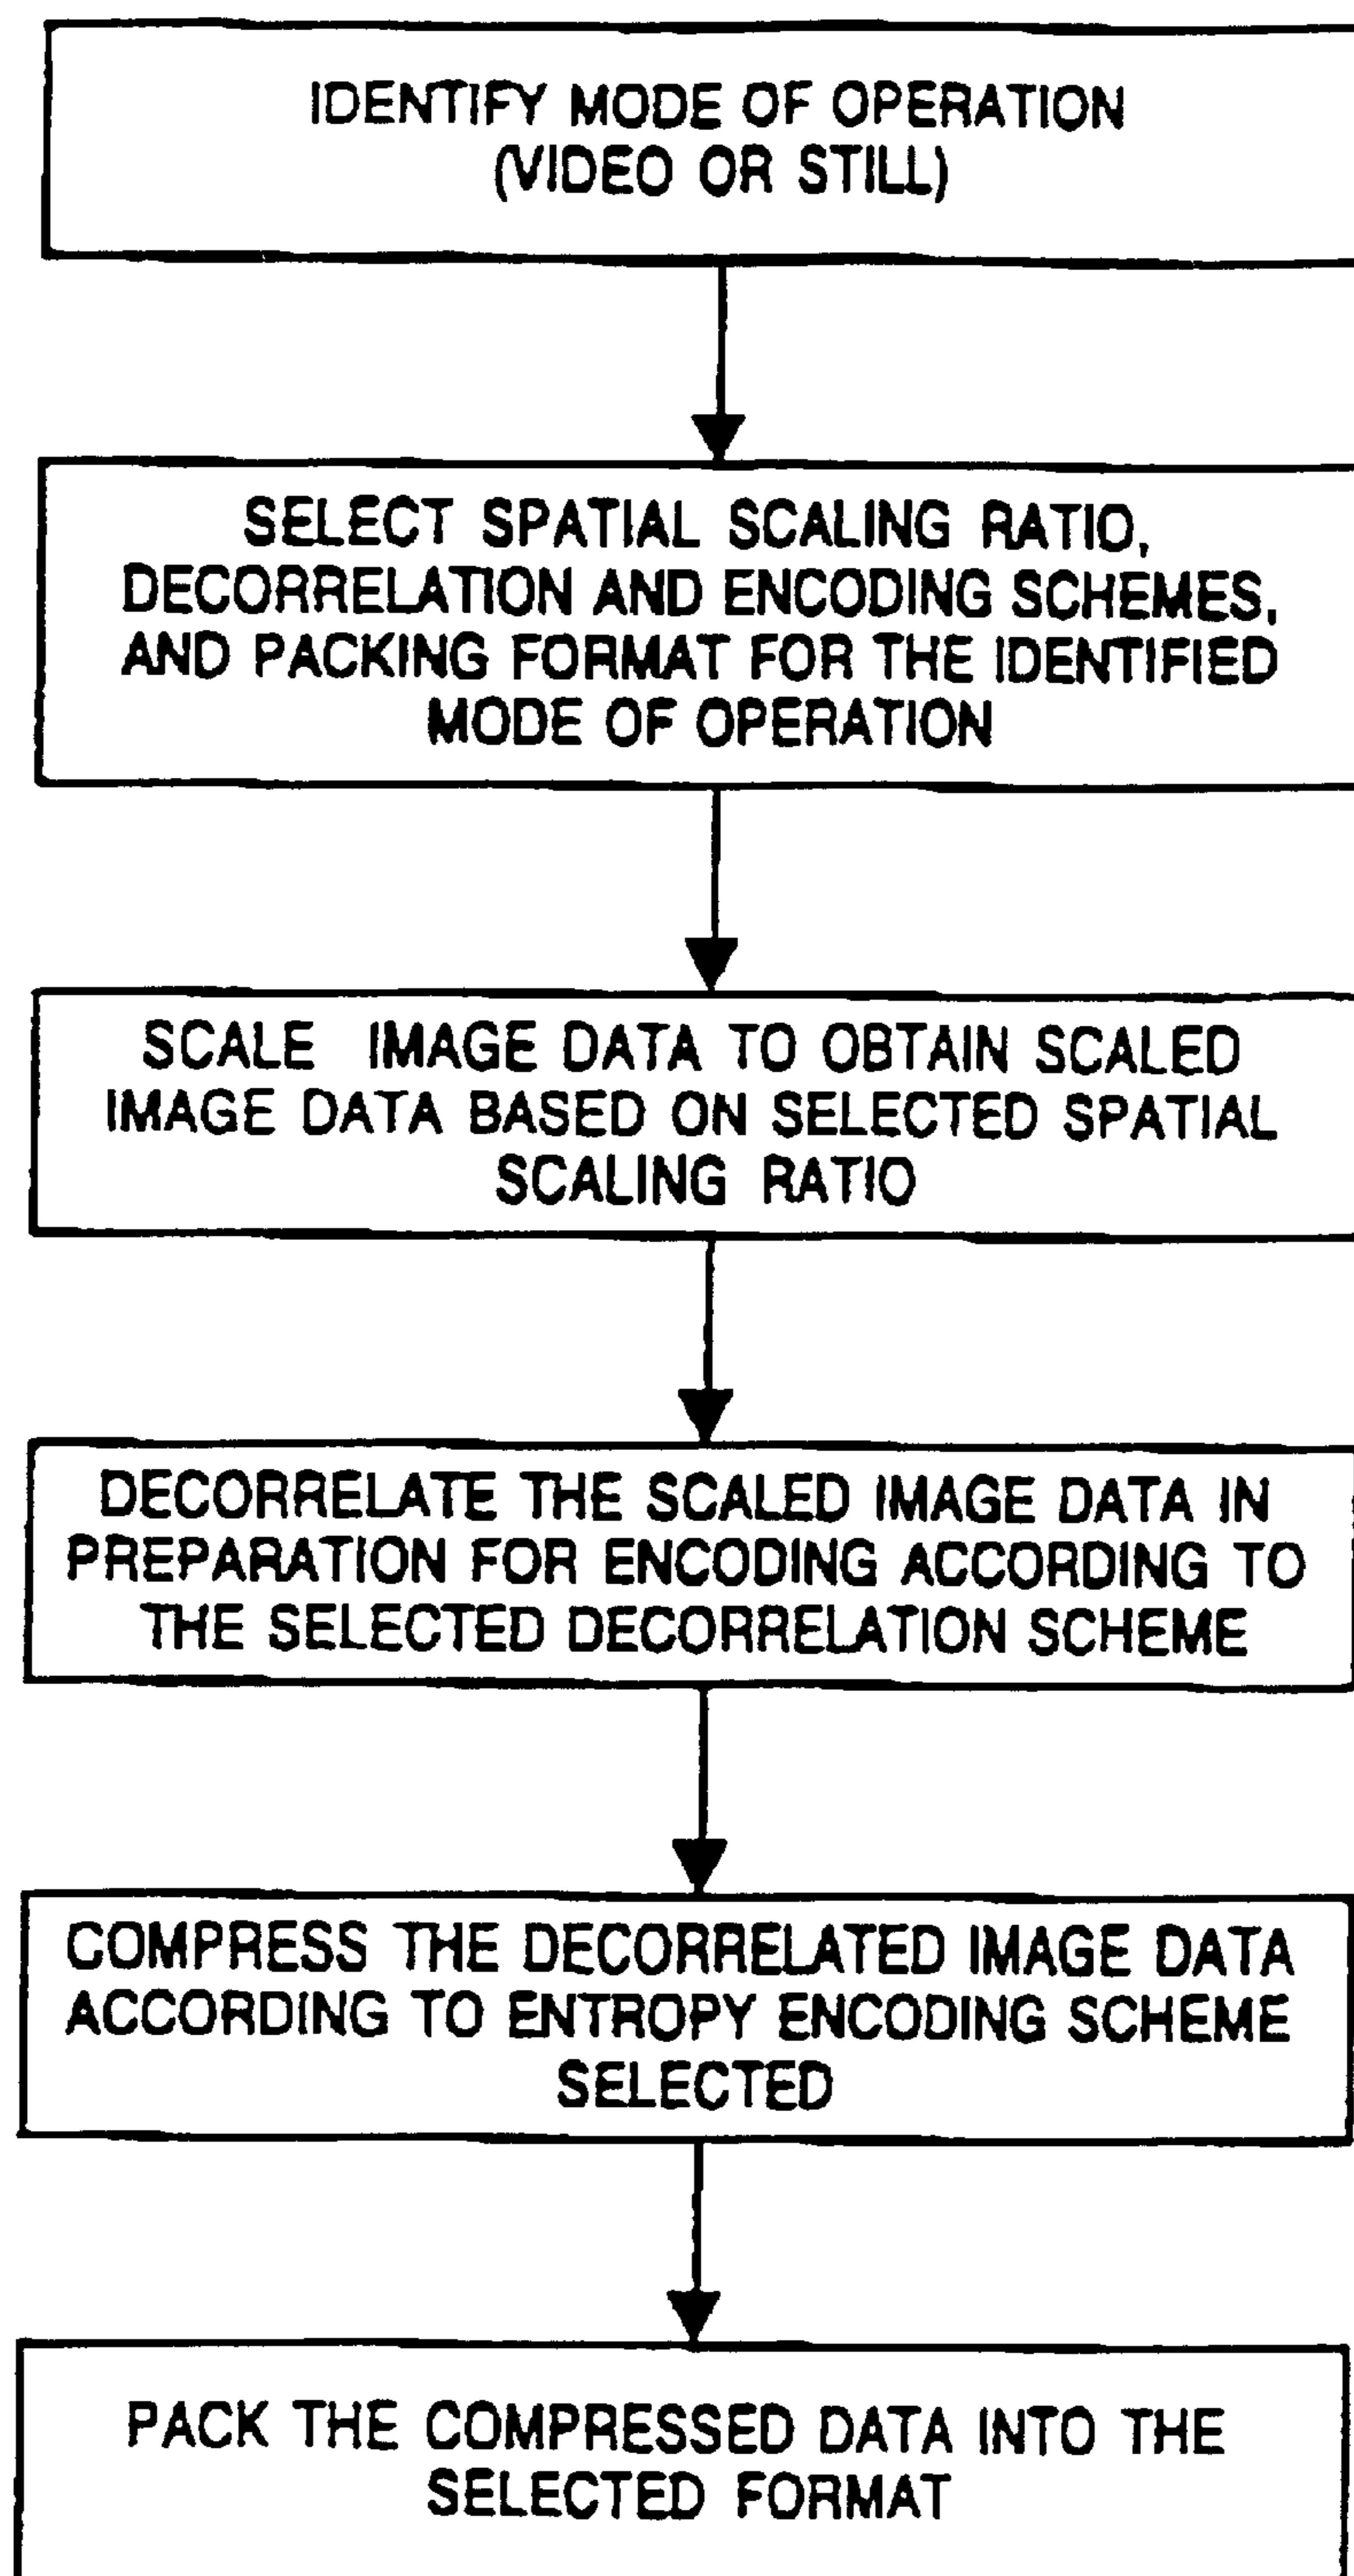 IDENTIFY MODE OF OPERATION
(VIDEO OR STILL)
SELECT SPATIAL SCALING RATIO,
DECORRELATION AND ENCODING SCHEMES,
AND PACKING FORMAT FOR THE IDENTIFIED
MODE OF OPERATION
SCALE IMAGE DATA TO OBTAIN SCALED
IMAGE DATA BASED ON SELECTED SPATIAL
SCALING RATIO
DECORRELATE THE SCALED IMAGE DATA IN
PREPARATION FOR ENCODING ACCORDING TO
THE SELECTED DECORRELATION SCHEME
COMPRESS THE DECORRELATED IMAGE DATA
ACCORDING TO ENTROPY ENCODING SCHEME
SELECTED
PACK THE COMPRESSED DATA INTO THE
SELECTED FORMAT